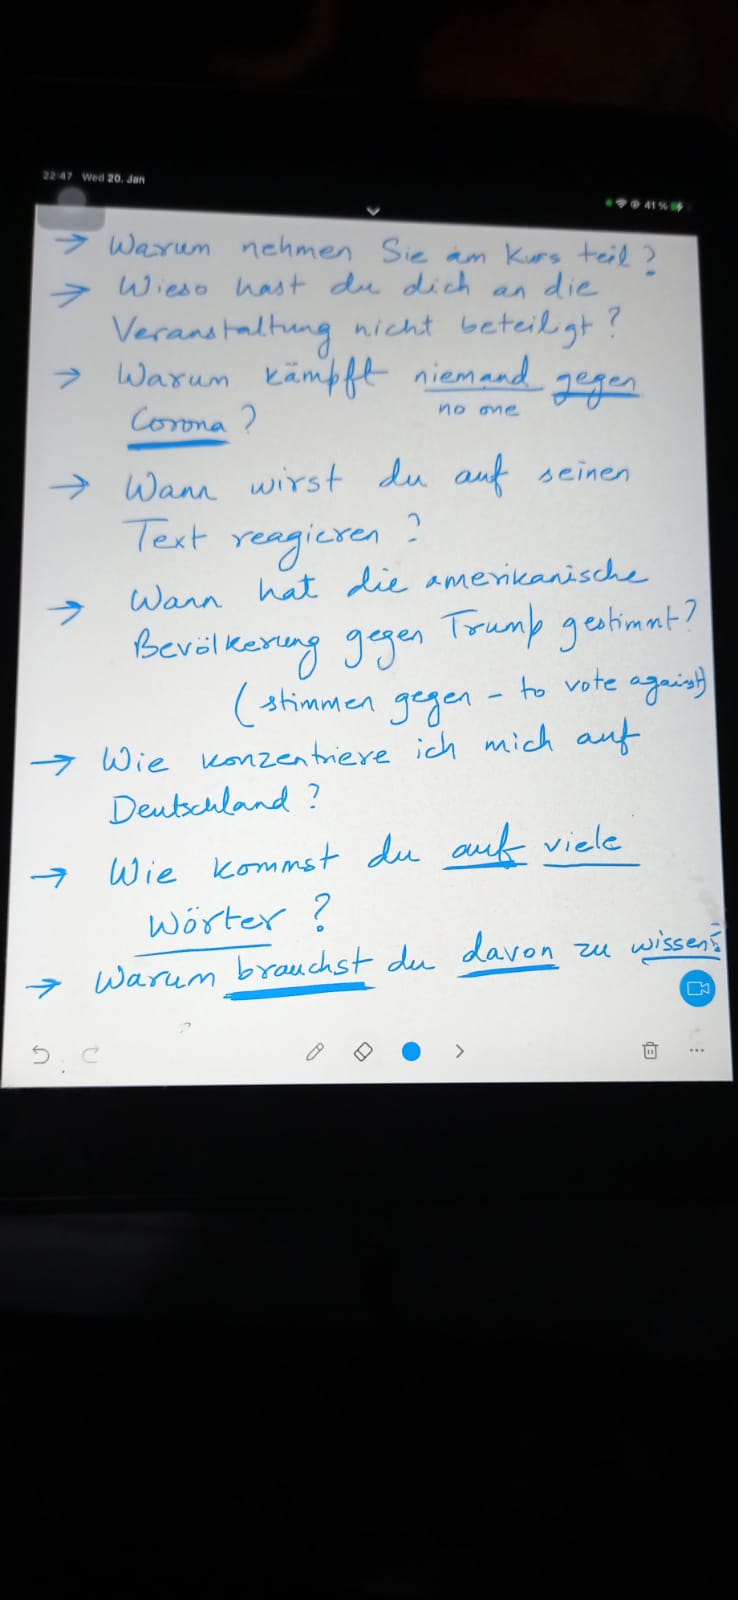 22:47 Wed 20. Jan
41%
→ Warum nehmen Sie am Kurs teil?
→ Wieso hast du dich an die
Veranstaltung nicht beteiligt?
→ Warum kämpft niemand gegen
no one
Corona?
→ Wann wirst du auf seinen
Text reagieren?
→ Wann hat die amerikanische
Bevölkerung gegen Trump gestimmt?
(stimmen gegen - to vote against)
→ Wie konzentriere ich mich auf
Deutschland?
→ Wie kommst du auf viele
Wörter?
→ Warum brauchst du davon zu wissen?